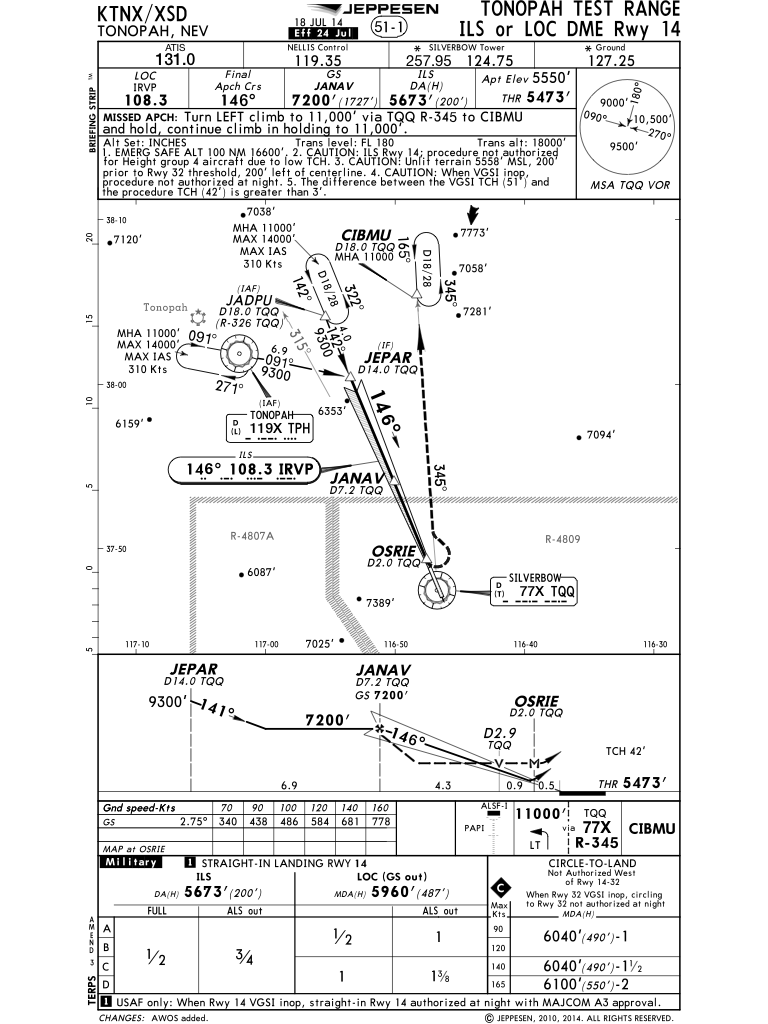 KTNX/XSD
TONOPAH, NEV
JEPPESEN
18 JUL 14
Eff 24 Jul
51-1
TONOPAH TEST RANGE
ILS or LOC DME Rwy 14
ATIS
131.0
NELLIS Control
119.35
* SILVERBOW Tower
257.95 124.75
* Ground
127.25
BRIEFING STRIP TM
LOC
IRVP
108.3
Final
Apch Crs
146°
GS
JANAV
7200' (1727')
ILS
DA(H)
5673' (200')
Apt Elev 5550'
THR 5473'
MISSED APCH: Turn LEFT climb to 11,000' via TQQ R-345 to CIBMU
and hold, continue climb in holding to 11,000'.
Alt Set: INCHES Trans level: FL 180 Trans alt: 18000'
1. EMERG SAFE ALT 100 NM 16600'. 2. CAUTION: ILS Rwy 14; procedure not authorized
for Height group 4 aircraft due to low TCH. 3. CAUTION: Unlit terrain 5558' MSL, 200'
prior to Rwy 32 threshold, 200' left of centerline. 4. CAUTION: When VGSI inop,
procedure not authorized at night. 5. The difference between the VGSI TCH (51') and
the procedure TCH (42') is greater than 3'.
9000'
180°
090°
10,500'
270°
9500'
MSA TQQ VOR
38-10
7038'
7120'
20
MHA 11000'
MAX 14000'
MAX IAS
310 Kts
CIBMU
D18.0 TQQ
MHA 11000
165°
D18/28
345°
7773'
7058'
7281'
D18/28
142°
322°
(IAF)
JADPU
D18.0 TQQ
(R-326 TQQ)
Tonopah
15
MHA 11000'
MAX 14000'
MAX IAS
310 Kts
091°
271°
4.0
142°
9300
315°
6.9
091°
9300
(IF)
JEPAR
D14.0 TQQ
38-00
10
6353'
6159'
7094'
146°
(IAF)
TONOPAH
D
(L)
119X TPH
ILS
146° 108.3 IRVP
JANAV
D7.2 TQQ
345°
5
R-4807A
R-4809
37-50
0
OSRIE
D2.0 TQQ
6087'
7389'
7025'
SILVERBOW
D
(T)
77X TQQ
5
117-10
117-00
116-50
116-40
116-30
JEPAR
D14.0 TQQ
9300'
141°
7200'
JANAV
D7.2 TQQ
GS 7200'
146°
OSRIE
D2.0 TQQ
D2.9
TQQ
V
M
TCH 42'
THR 5473'
6.9
4.3
0.9
0.5
Gnd speed-Kts 70 90 100 120 140 160
GS 2.75° 340 438 486 584 681 778
MAP at OSRIE
ALSF-I
PAPI
11000'
LT
via
TQQ
77X
R-345
CIBMU
Military
1 STRAIGHT-IN LANDING RWY 14
ILS
DA(H) 5673' (200')
LOC (GS out)
MDA(H) 5960' (487')
FULL
ALS out
ALS out
A
B
C
D
1/2
3/4
1/2
1
1
1 3/8
CIRCLE-TO-LAND
Not Authorized West
of Rwy 14-32
C
When Rwy 32 VGSI inop, circling
to Rwy 32 not authorized at night
Max
Kts
MDA(H)
90
120
6040' (490')-1
140
6040' (490')-1 1/2
165
6100' (550')-2
AMEND 3
TERPS
1 USAF only: When Rwy 14 VGSI inop, straight-in Rwy 14 authorized at night with MAJCOM A3 approval.
CHANGES: AWOS added.
© JEPPESEN, 2010, 2014. ALL RIGHTS RESERVED.